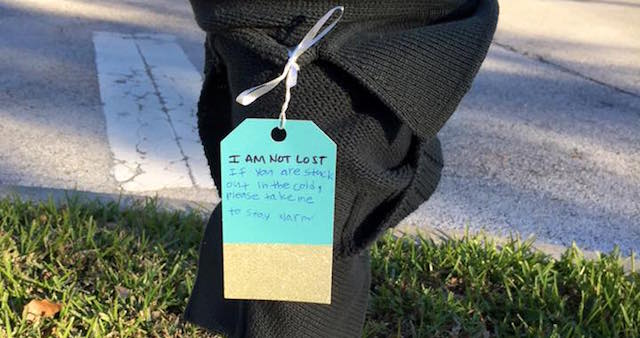 I AM NOT LOST
If you are stuck
out in the cold,
please take me
to stay warm